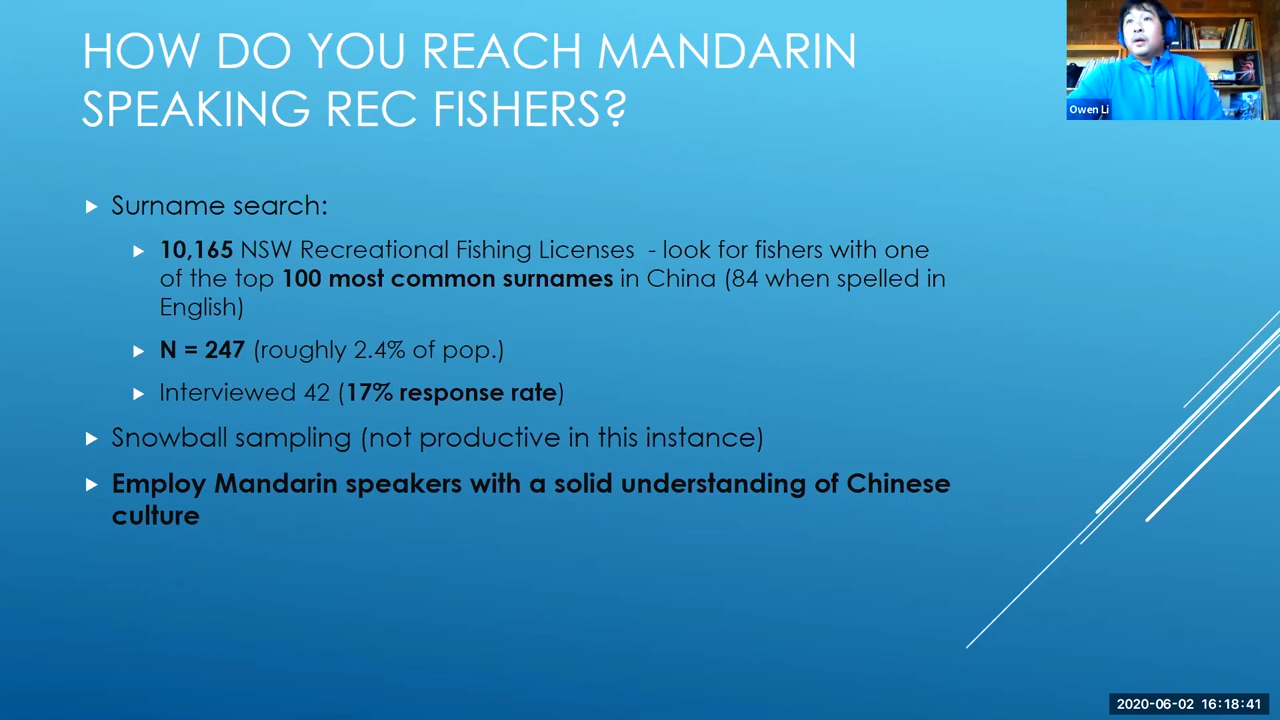 HOW DO YOU REACH MANDARIN
SPEAKING REC FISHERS?
Owen Li
Surname search:
10,165 NSW Recreational Fishing Licenses - look for fishers with one
of the top 100 most common surnames in China (84 when spelled in
English)
N = 247 (roughly 2.4% of pop.)
Interviewed 42 (17% response rate)
Snowball sampling (not productive in this instance)
Employ Mandarin speakers with a solid understanding of Chinese
culture
2020-06-02 16:18:41